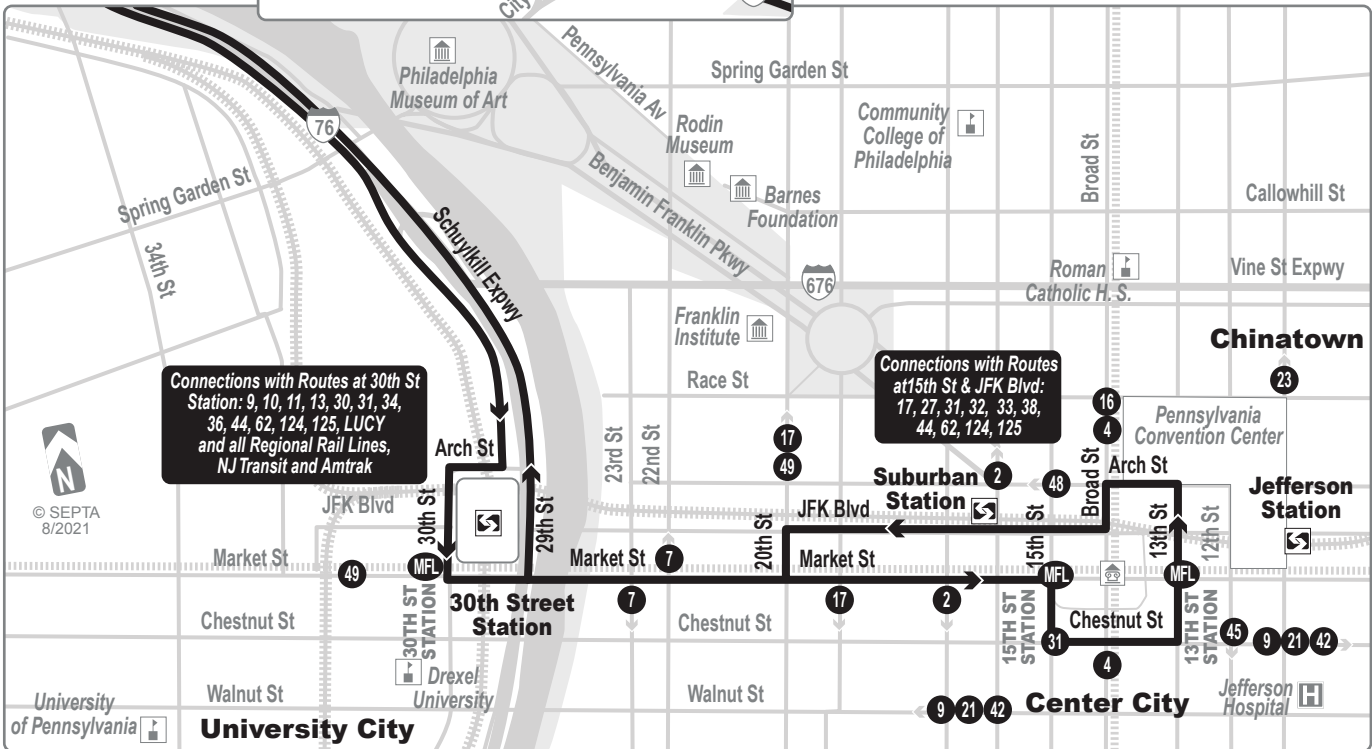 City
Pennsylvania Av
Spring Garden St
Philadelphia
Museum of Art
76
Rodin
Museum
Community
College of
Philadelphia
Broad St
Spring Garden St
34th St
Schuylkill Expwy
Benjamin Franklin Pkwy
Barnes
Foundation
Callowhill St
676
Roman
Catholic H. S.
Vine St Expwy
Franklin
Institute
Chinatown
Connections with Routes at 30th St
Station: 9, 10, 11, 13, 30, 31, 34,
36, 44, 62, 124, 125, LUCY
and all Regional Rail Lines,
NJ Transit and Amtrak
Race St
Connections with Routes
at15th St & JFK Blvd:
17, 27, 31, 32, 33, 38,
44, 62, 124, 125
23
16
4
Pennsylvania
Convention Center
N
© SEPTA
8/2021
Arch St
23rd St
22nd St
17
49
Suburban
Station
2
48
Broad St
Arch St
Jefferson
Station
JFK Blvd
30th St
29th St
20th St
JFK Blvd
15th St
13th St
12th St
Market St
49
MFL
Market St
7
Market St
MFL
MFL
30TH ST
STATION
30th Street
Station
7
17
2
15TH ST
STATION
31
Chestnut St
13TH ST
STATION
45
9
21
42
Chestnut St
Chestnut St
4
Drexel
University
Walnut St
Walnut St
9
21
42
Center City
Jefferson
Hospital
H
University
of Pennsylvania
University City